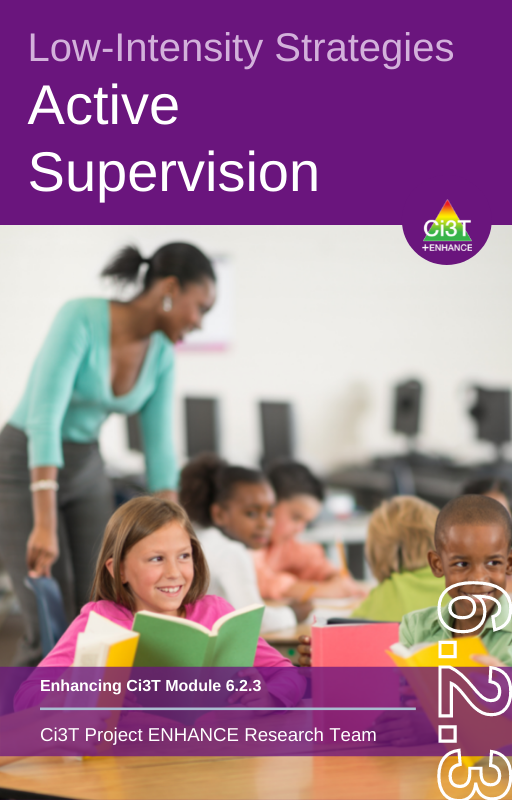 Low-Intensity Strategies
Active
Supervision
Ci3T
+ENHANCE
Enhancing Ci3T Module 6.2.3
Ci3T Project ENHANCE Research Team
6.2.3